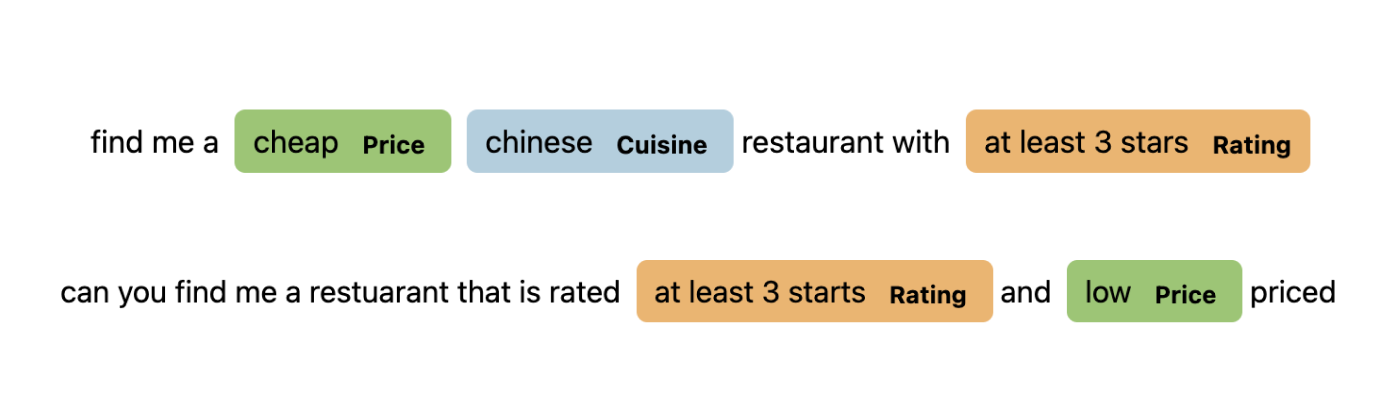 find me a cheap Price chinese Cuisine restaurant with at least 3 stars Rating
can you find me a restuarant that is rated at least 3 starts Rating and low Price priced